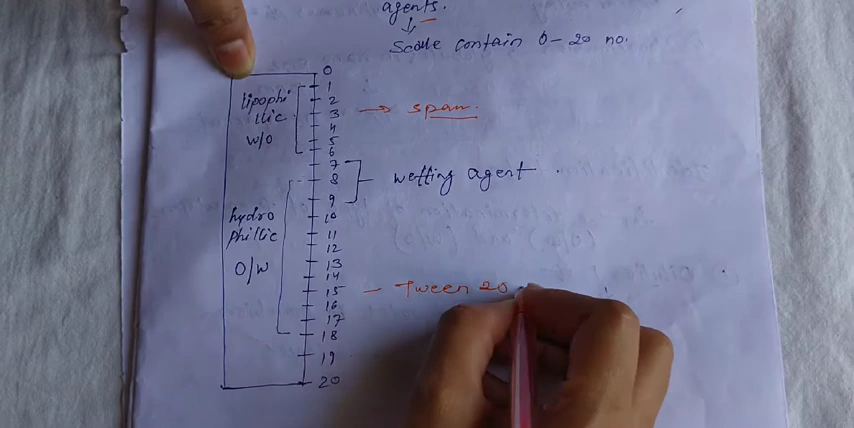 agents.
Scale contain 0-20 no.
0
1
2
3
4
5
6
7
8
9
10
11
12
13
14
15
16
17
18
19
20
lipophi
llic
w/o
→ span.
wetting agent
hydro
phillic
O/W
- Tween 20